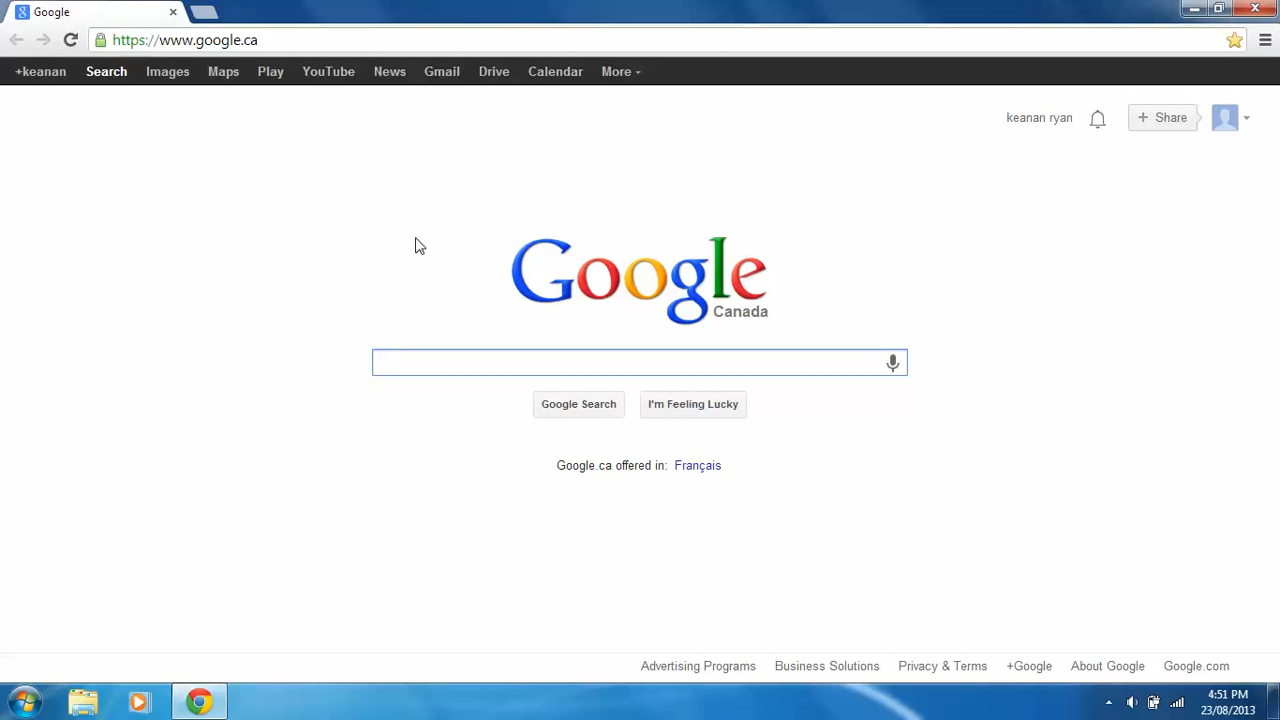 Google
https://www.google.ca
+keanan Search Images Maps Play YouTube News Gmail Drive Calendar More
keanan ryan + Share
Google
Canada
Google Search I'm Feeling Lucky
Google.ca offered in: Français
Advertising Programs Business Solutions Privacy & Terms +Google About Google Google.com
4:51 PM
23/08/2013